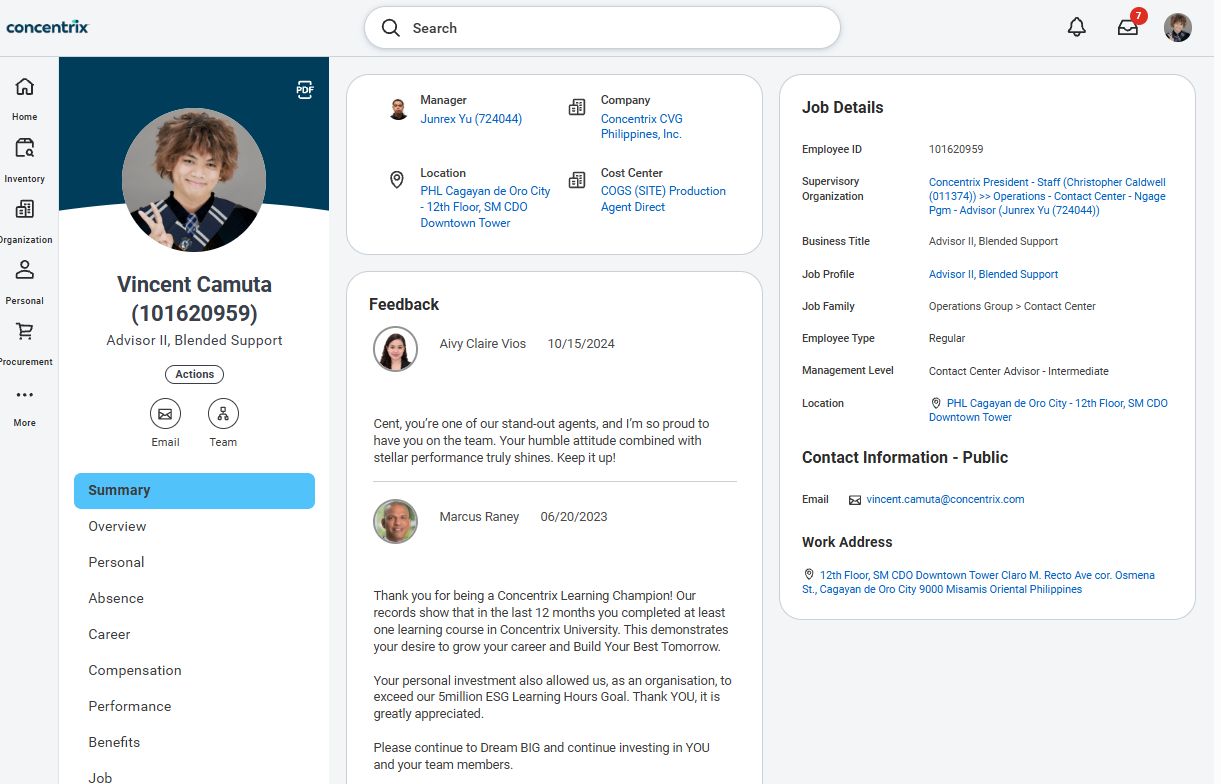 concentrix
Search
7
Home
Inventory
Organization
Personal
Procurement
More
PDF
Vincent Camuta
(101620959)
Advisor II, Blended Support
Actions
Email
Team
Summary
Overview
Personal
Absence
Career
Compensation
Performance
Benefits
Job
Manager
Junrex Yu (724044)
Company
Concentrix CVG
Philippines, Inc.
Location
PHL Cagayan de Oro City
- 12th Floor, SM CDO
Downtown Tower
Cost Center
COGS (SITE) Production
Agent Direct
Feedback
Aivy Claire Vios 10/15/2024
Cent, you’re one of our stand-out agents, and I’m so proud to
have you on the team. Your humble attitude combined with
stellar performance truly shines. Keep it up!
Marcus Raney 06/20/2023
Thank you for being a Concentrix Learning Champion! Our
records show that in the last 12 months you completed at least
one learning course in Concentrix University. This demonstrates
your desire to grow your career and Build Your Best Tomorrow.
Your personal investment also allowed us, as an organisation, to
exceed our 5million ESG Learning Hours Goal. Thank YOU, it is
greatly appreciated.
Please continue to Dream BIG and continue investing in YOU
and your team members.
Job Details
Employee ID 101620959
Supervisory
Organization
Concentrix President - Staff (Christopher Caldwell
(011374)) >> Operations - Contact Center - Ngage
Pgm - Advisor (Junrex Yu (724044))
Business Title Advisor II, Blended Support
Job Profile Advisor II, Blended Support
Job Family Operations Group > Contact Center
Employee Type Regular
Management Level Contact Center Advisor - Intermediate
Location PHL Cagayan de Oro City - 12th Floor, SM CDO
Downtown Tower
Contact Information - Public
Email vincent.camuta@concentrix.com
Work Address
12th Floor, SM CDO Downtown Tower Claro M. Recto Ave cor. Osmena
St., Cagayan de Oro City 9000 Misamis Oriental Philippines